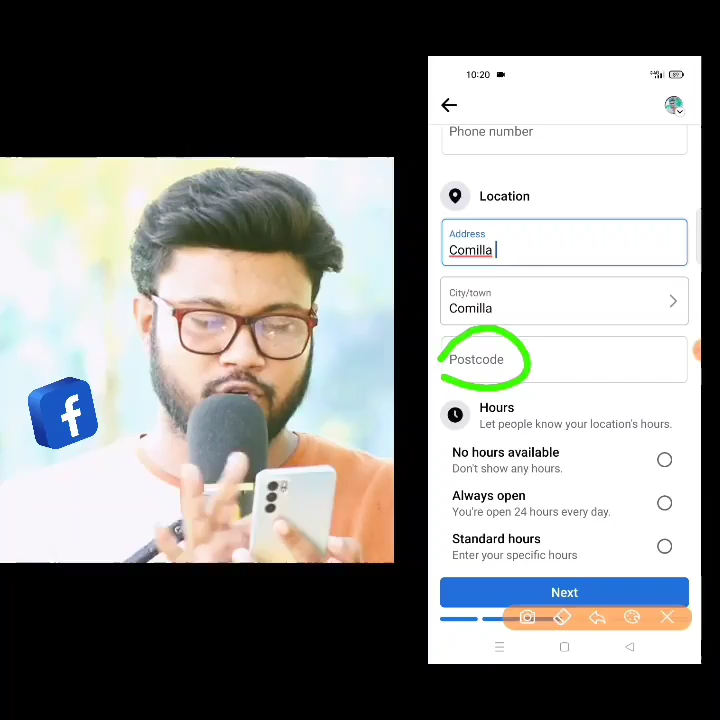 10:20
Phone number
Location
Address
Comilla
City/town
Comilla
Postcode
Hours
Let people know your location's hours.
No hours available
Don't show any hours.
Always open
You're open 24 hours every day.
Standard hours
Enter your specific hours
Next